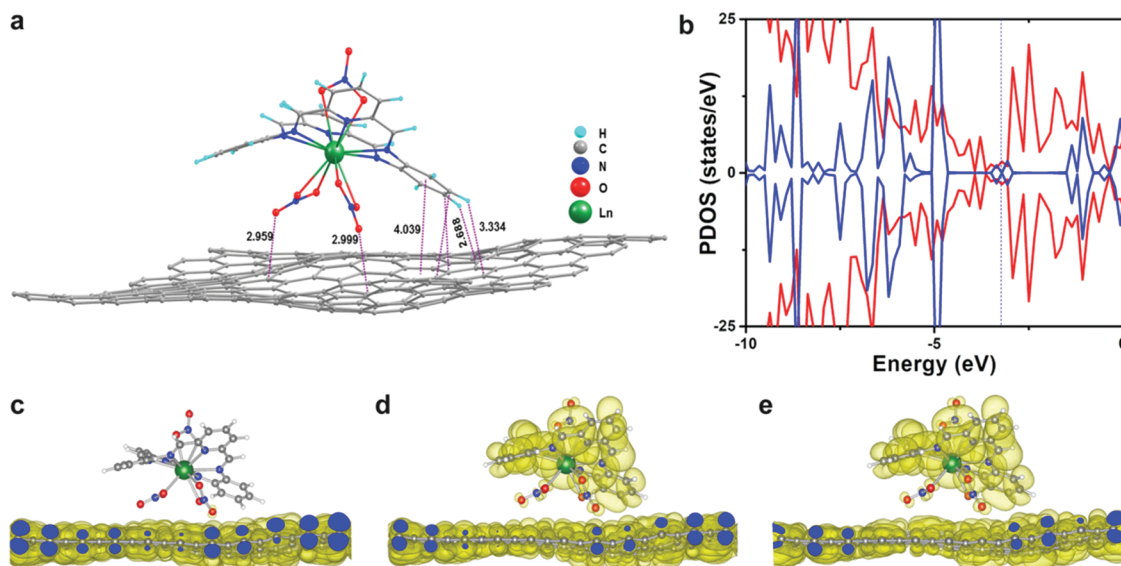 a
H
C
N
O
Ln
2.959
2.999
4.039
2.688
3.334
b
25
0
-25
PDOS (states/eV)
-10
-5
0
Energy (eV)
c
d
e